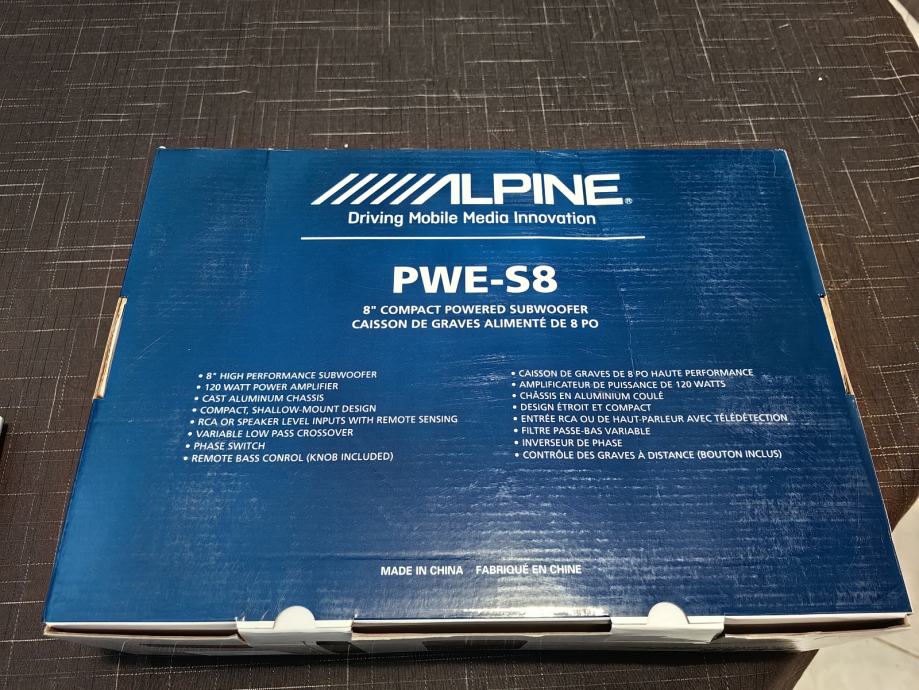 ALPINE®
Driving Mobile Media Innovation
PWE-S8
8" COMPACT POWERED SUBWOOFER
CAISSON DE GRAVES ALIMENTÉ DE 8 PO
• 8" HIGH PERFORMANCE SUBWOOFER
• 120 WATT POWER AMPLIFIER
• CAST ALUMINUM CHASSIS
• COMPACT, SHALLOW-MOUNT DESIGN
• RCA OR SPEAKER LEVEL INPUTS WITH REMOTE SENSING
• VARIABLE LOW PASS CROSSOVER
• PHASE SWITCH
• REMOTE BASS CONROL (KNOB INCLUDED)
• CAISSON DE GRAVES DE 8 PO HAUTE PERFORMANCE
• AMPLIFICATEUR DE PUISSANCE DE 120 WATTS
• CHÂSSIS EN ALUMINIUM COULÉ
• DESIGN ÉTROIT ET COMPACT
• ENTRÉE RCA OU DE HAUT-PARLEUR AVEC TÉLÉDÉTECTION
• FILTRE PASSE-BAS VARIABLE
• INVERSEUR DE PHASE
• CONTRÔLE DES GRAVES À DISTANCE (BOUTON INCLUS)
MADE IN CHINA FABRIQUÉ EN CHINE